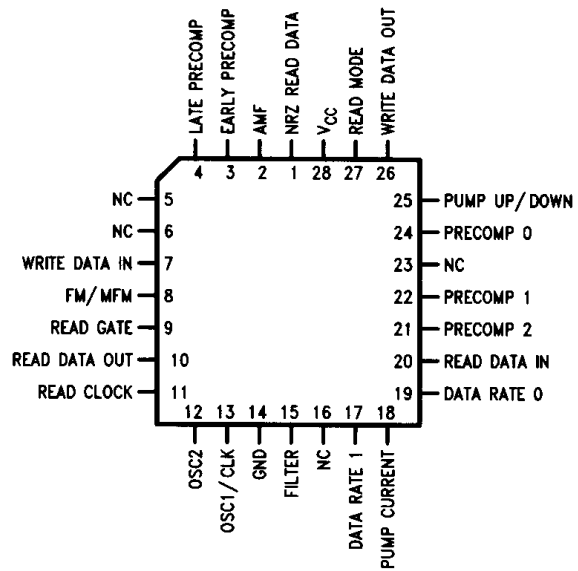 LATE PRECOMP
EARLY PRECOMP
AMF
NRZ READ DATA
VCC
READ MODE
WRITE DATA OUT
4 3 2 1 28 27 26
NC 5
NC 6
WRITE DATA IN 7
FM/MFM 8
READ GATE 9
READ DATA OUT 10
READ CLOCK 11
25 PUMP UP/DOWN
24 PRECOMP 0
23 NC
22 PRECOMP 1
21 PRECOMP 2
20 READ DATA IN
19 DATA RATE 0
12 13 14 15 16 17 18
OSC2
OSC1/CLK
GND
FILTER
NC
DATA RATE 1
PUMP CURRENT